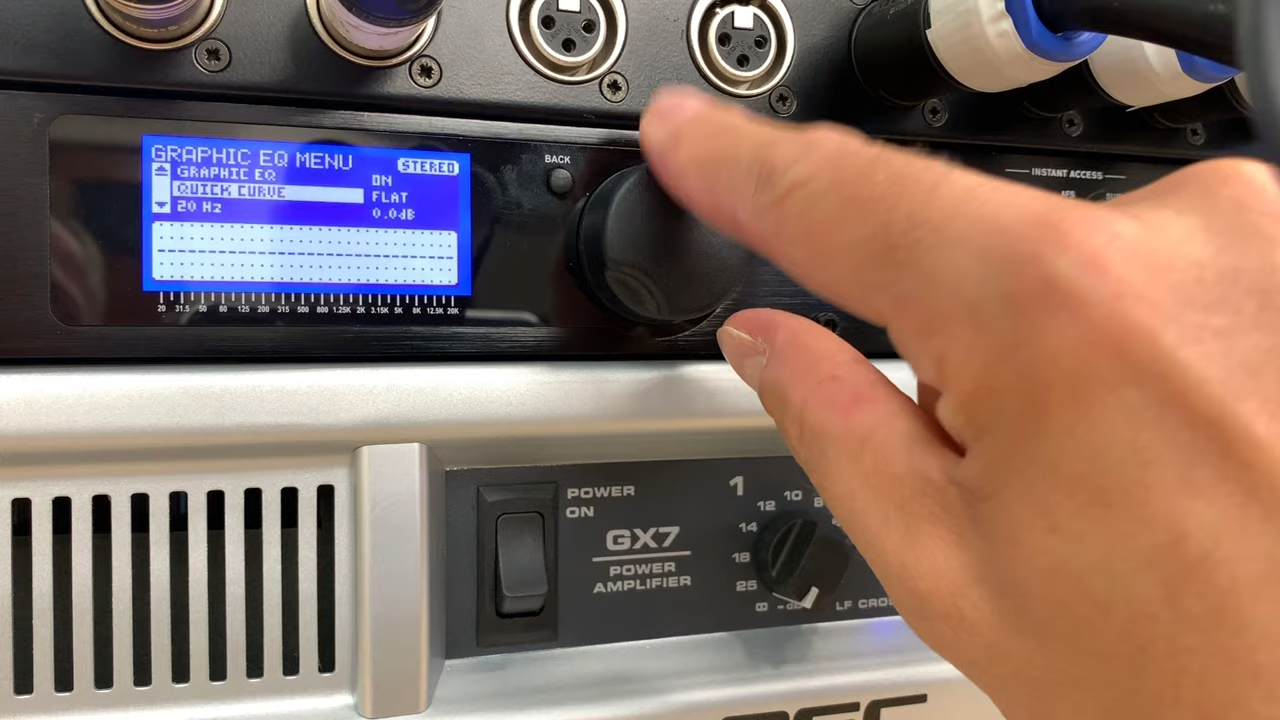 GRAPHIC EQ MENU STEREO
GRAPHIC EQ ON
QUICK CURVE FLAT
20 Hz 0.0dB
20 31.5 50 80 125 200 315 500 800 1.25K 2K 3.15K 5K 8K 12.5K 20K
BACK
INSTANT ACCESS
AFS
POWER
ON
GX7
POWER
AMPLIFIER
1
10
12
8
14
18
25
∞
LF CRO